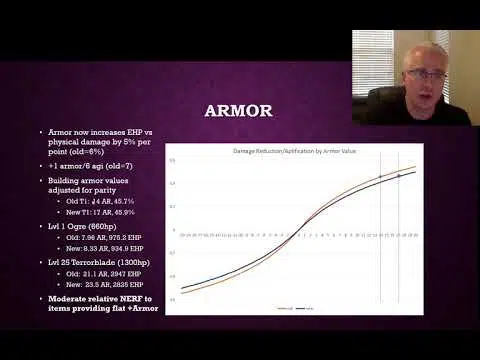 ARMOR
• Armor now increases EHP vs
physical damage by 5% per
point (old=6%)
• +1 armor/6 agi (old=7)
• Building armor values
adjusted for parity
• Old T1: 14 AR, 45.7%
• New T1: 17 AR, 45.9%
• Lvl 1 Ogre (660hp)
• Old: 7.96 AR, 975.2 EHP
• New: 8.33 AR, 934.9 EHP
• Lvl 25 Terrorblade (1300hp)
• Old: 21.1 AR, 2947 EHP
• New: 23.5 AR, 2825 EHP
• Moderate relative NERF to
items providing flat +Armor
Damage Reduction/Aplification by Armor Value